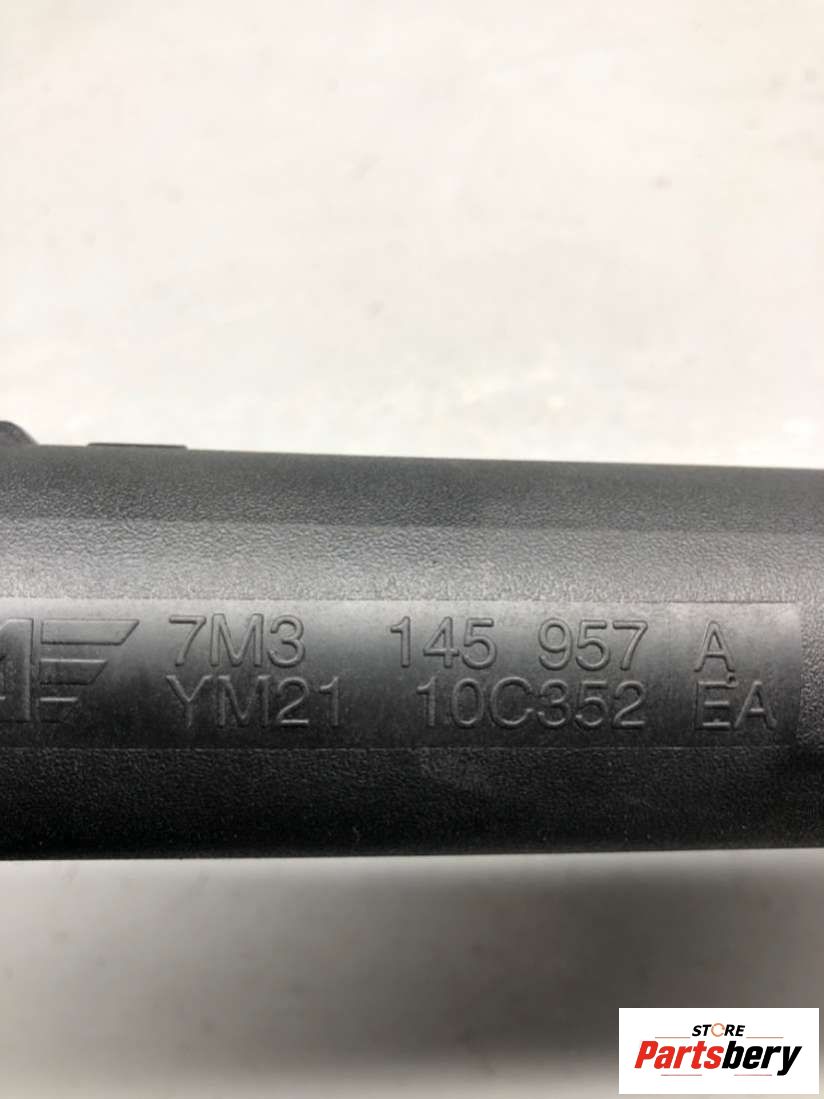 7M3 145 957 A
YM21 10C352 EA
STORE
Partsbery